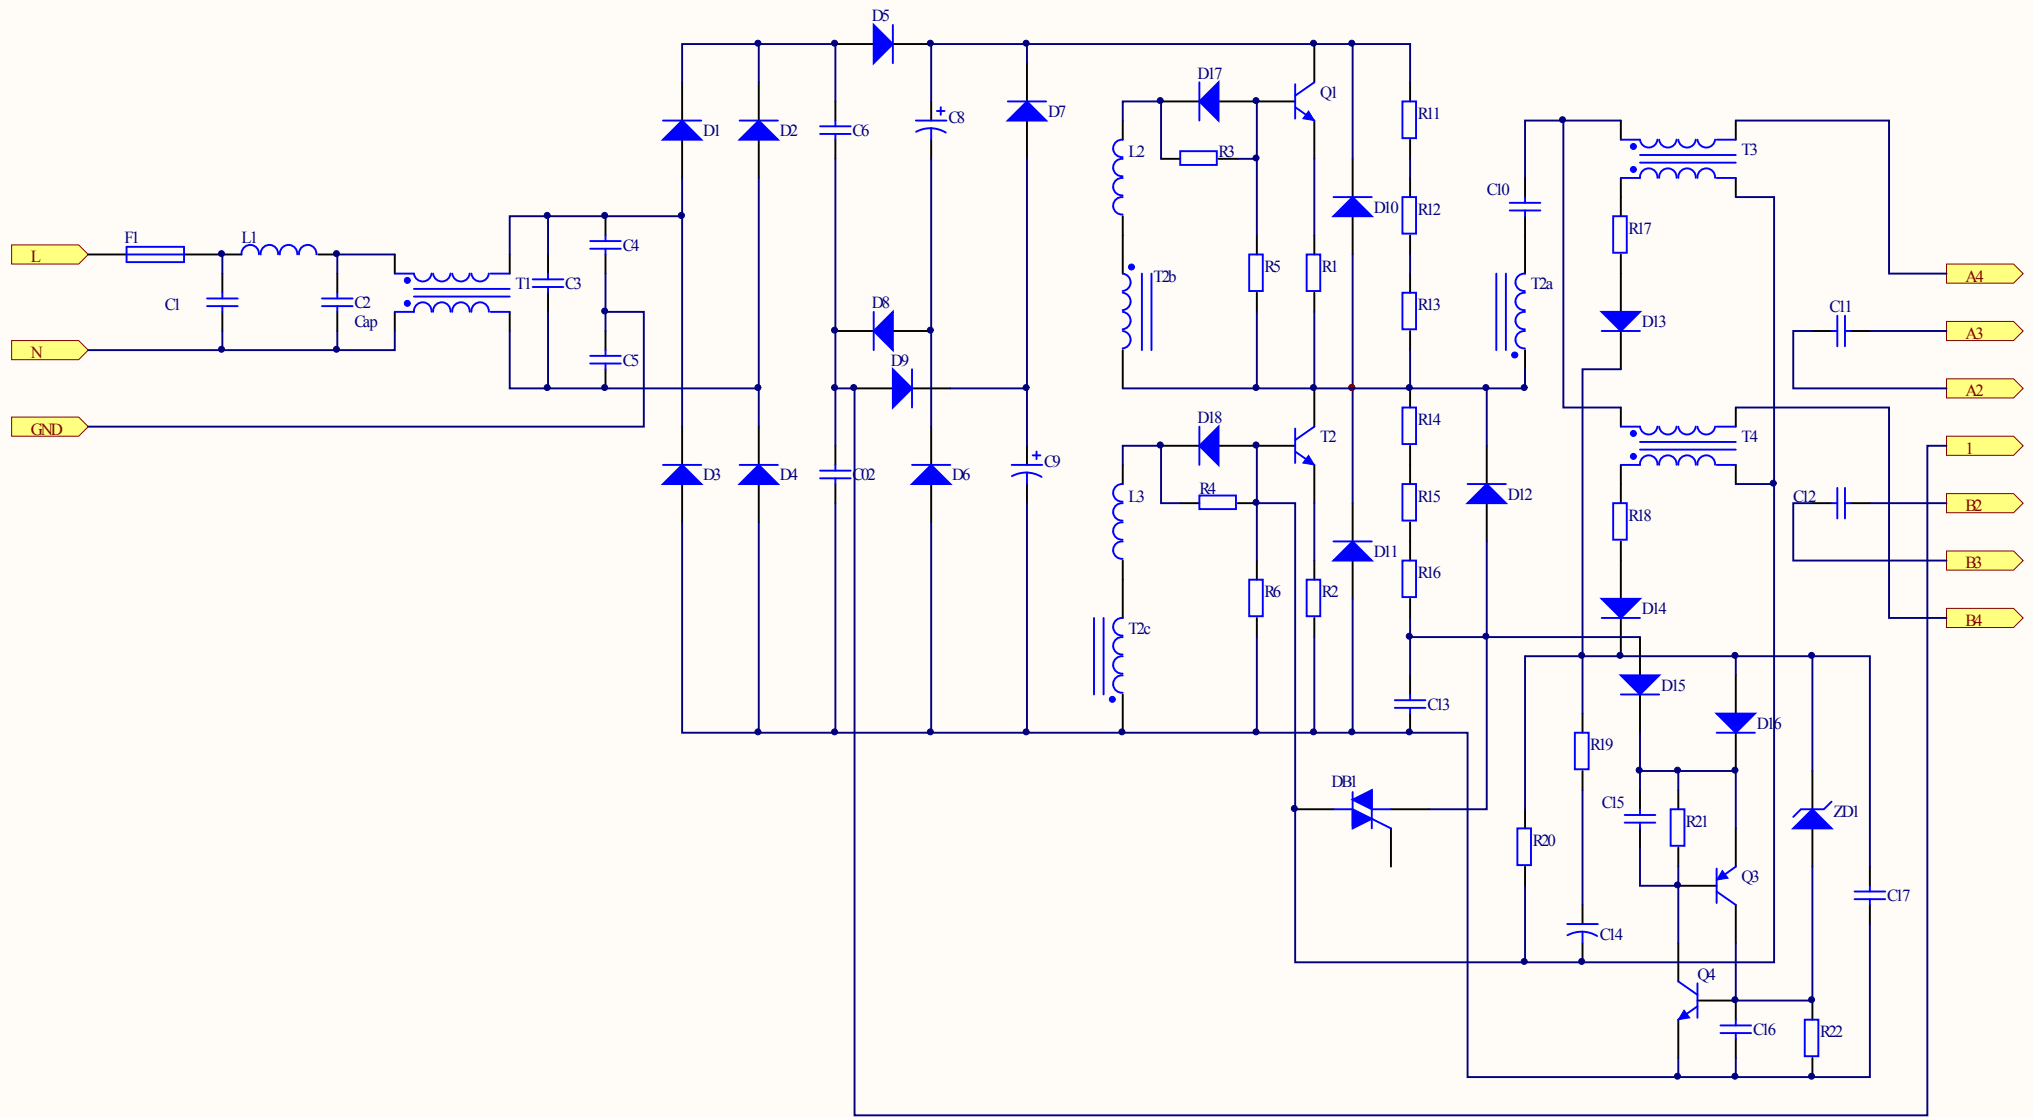 D5
D17
Q1
C8
D7
R11
D1
D2
C6
L2
R3
T3
C10
D10
R12
R17
F1
L1
C4
L
T2b
R5
R1
T2a
A4
T1
C3
C1
C2
Cap
D8
R13
D13
C11
A3
N
C5
D9
A2
D18
R14
GND
T2
T4
1
C9
D3
D4
C02
D6
R4
L3
R15
D12
C12
B2
R18
D11
B3
R16
R6
R2
D14
T2c
B4
D15
C13
D16
R19
DB1
C15
R21
ZD1
R20
Q3
C17
C14
Q4
C16
R22